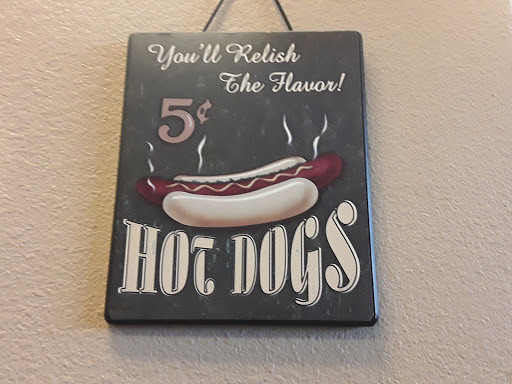 You'll Relish
The Flavor!
5¢
HOT DOGS